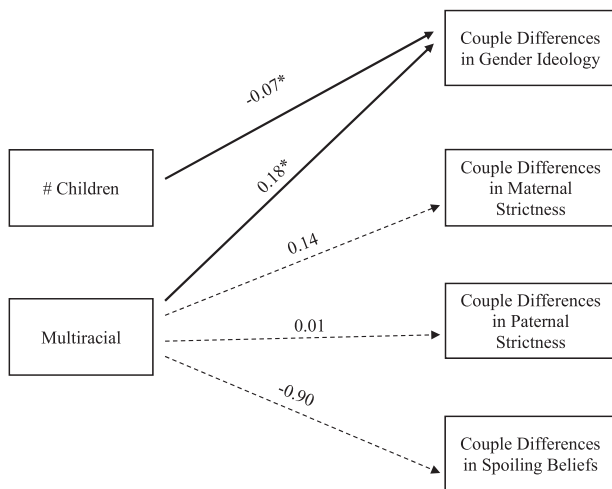 Couple Differences
in Gender Ideology
-0.07*
# Children
0.18*
Couple Differences
in Maternal
Strictness
0.14
Multiracial
0.01
Couple Differences
in Paternal
Strictness
-0.90
Couple Differences
in Spoiling Beliefs